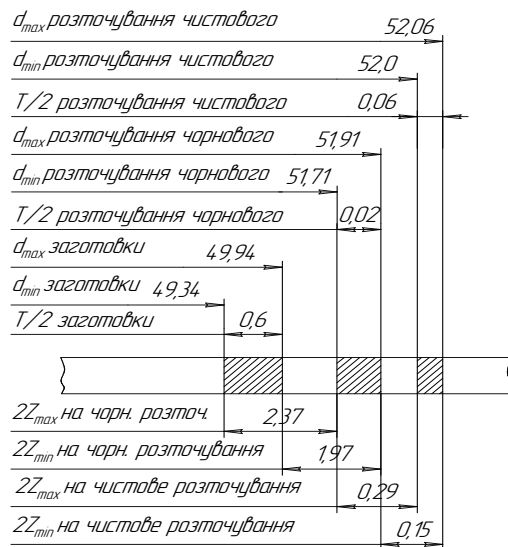 dmax розточування чистового 52,06
dmin розточування чистового 52,0
T/2 розточування чистового 0,06
dmax розточування чорнового 51,91
dmin розточування чорнового 51,71
T/2 розточування чорнового 0,02
dmax заготовки 49,94
dmin заготовки 49,34
T/2 заготовки 0,6
2Zmax на чорн. розточ. 2,37
2Zmin на чорн. розточування 1,97
2Zmax на чистове розточування 0,29
2Zmin на чистове розточування 0,15